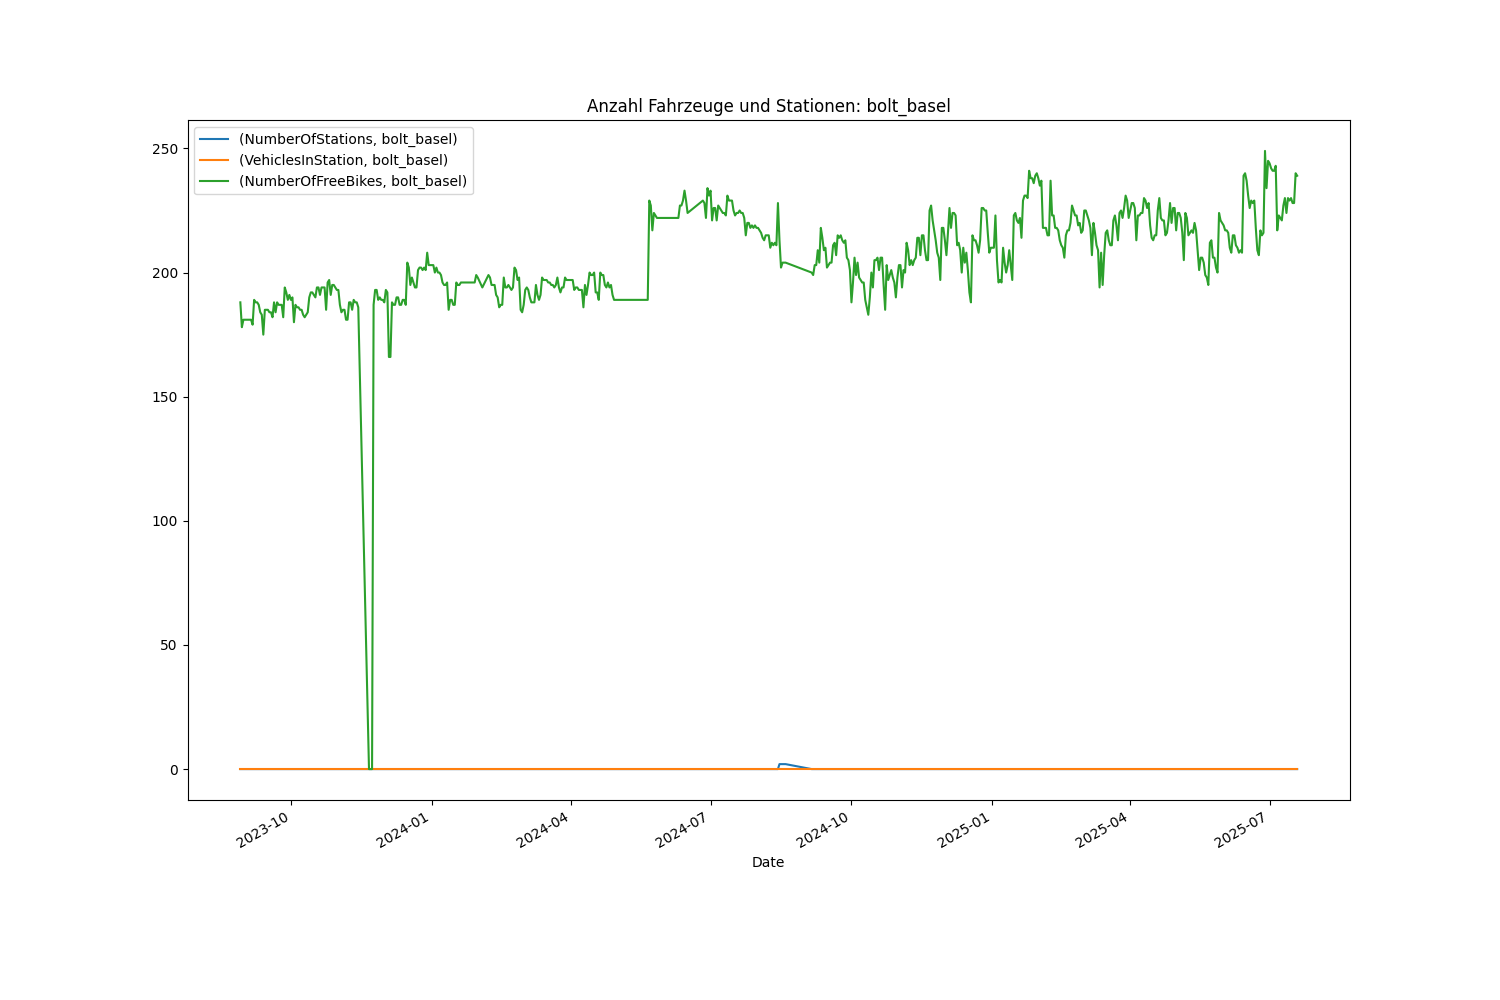 Anzahl Fahrzeuge und Stationen: bolt_basel
(NumberOfStations, bolt_basel)
(VehiclesInStation, bolt_basel)
(NumberOfFreeBikes, bolt_basel)
250
200
150
100
50
0
2023-10
2024-01
2024-04
2024-07
2024-10
2025-01
2025-04
2025-07
Date